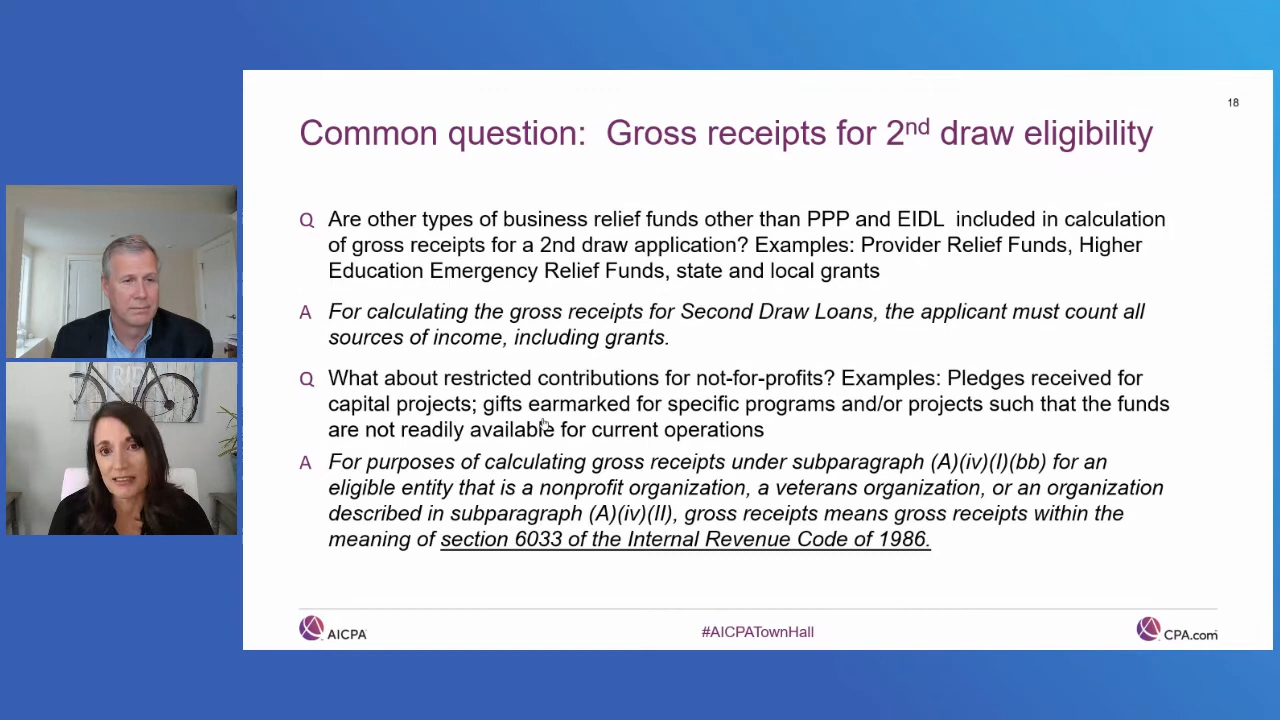 18
Common question: Gross receipts for 2nd draw eligibility
Q Are other types of business relief funds other than PPP and EIDL included in calculation
of gross receipts for a 2nd draw application? Examples: Provider Relief Funds, Higher
Education Emergency Relief Funds, state and local grants
A For calculating the gross receipts for Second Draw Loans, the applicant must count all
sources of income, including grants.
Q What about restricted contributions for not-for-profits? Examples: Pledges received for
capital projects; gifts earmarked for specific programs and/or projects such that the funds
are not readily available for current operations
A For purposes of calculating gross receipts under subparagraph (A)(iv)(I)(bb) for an
eligible entity that is a nonprofit organization, a veterans organization, or an organization
described in subparagraph (A)(iv)(II), gross receipts means gross receipts within the
meaning of section 6033 of the Internal Revenue Code of 1986.
AICPA
#AICPATownHall
CPA.com